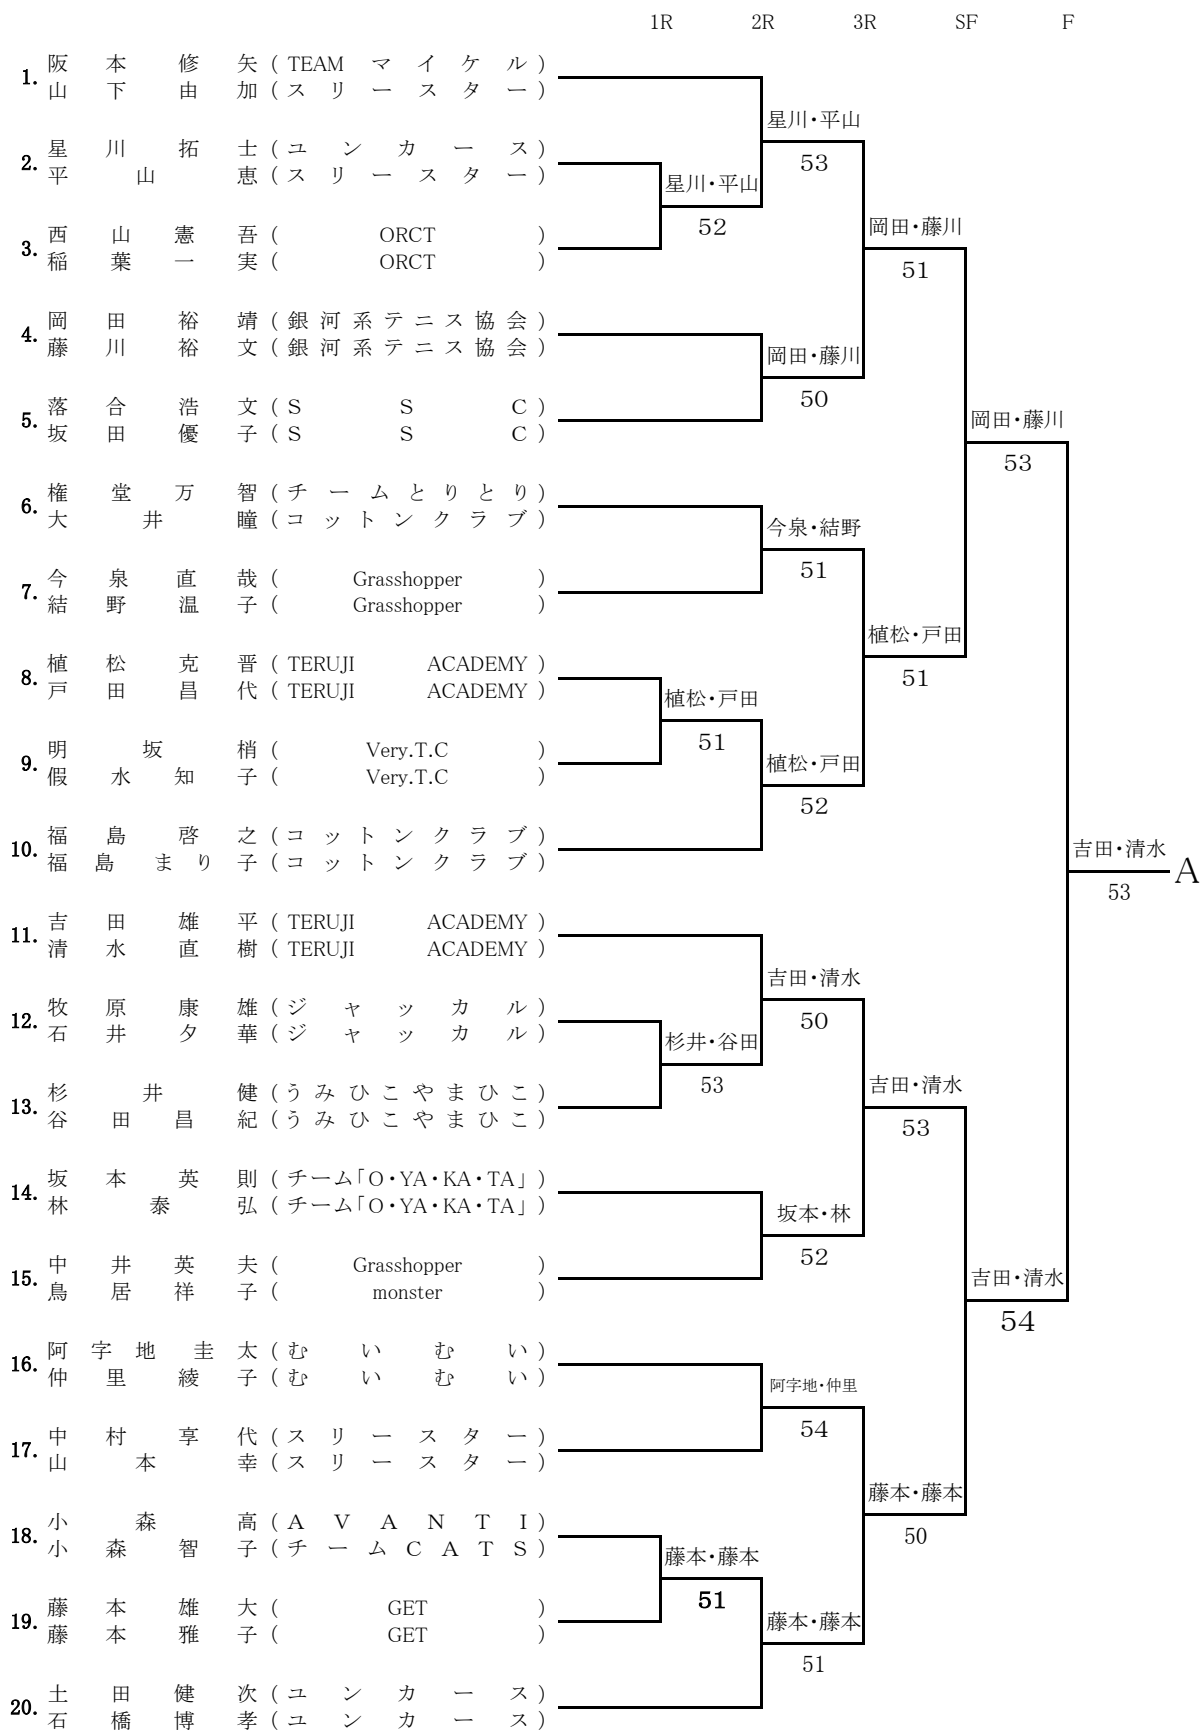 1R 2R 3R SF F
1. 阪本修矢 (TEAM マイケル)
山下由加 (スリースター)
星川・平山
53
2. 星川拓士 (ユンカース)
平山恵 (スリースター)
星川・平山
52
3. 西山憲吾 (ORCT)
稲葉一実 (ORCT)
岡田・藤川
51
4. 岡田裕靖 (銀河系テニス協会)
藤川裕文 (銀河系テニス協会)
岡田・藤川
50
5. 落合浩文 (SSC)
坂田優子 (SSC)
岡田・藤川
53
6. 権堂万智 (チームとりとり)
大井瞳 (コットンクラブ)
今泉・結野
51
7. 今泉直哉 (Grasshopper)
結野温子 (Grasshopper)
植松・戸田
51
8. 植松克晋 (TERUJI ACADEMY)
戸田昌代 (TERUJI ACADEMY)
植松・戸田
51
9. 明坂梢 (Very.T.C)
假水知子 (Very.T.C)
植松・戸田
52
10. 福島啓之 (コットンクラブ)
福島まり子 (コットンクラブ)
吉田・清水
A
53
11. 吉田雄平 (TERUJI ACADEMY)
清水直樹 (TERUJI ACADEMY)
吉田・清水
50
12. 牧原康雄 (ジャッカル)
石井夕華 (ジャッカル)
杉井・谷田
53
13. 杉井健 (うみひこやまひこ)
谷田昌紀 (うみひこやまひこ)
吉田・清水
53
14. 坂本英則 (チーム「O・YA・KA・TA」)
林泰弘 (チーム「O・YA・KA・TA」)
坂本・林
52
15. 中井英夫 (Grasshopper)
鳥居祥子 (monster)
吉田・清水
54
16. 阿字地圭太 (むいむい)
仲里綾子 (むいむい)
阿字地・仲里
54
17. 中村享代 (スリースター)
山本幸 (スリースター)
藤本・藤本
50
18. 小森高 (AVANTI)
小森智子 (チームCATS)
藤本・藤本
51
19. 藤本雄大 (GET)
藤本雅子 (GET)
藤本・藤本
51
20. 土田健次 (ユンカース)
石橋博孝 (ユンカース)